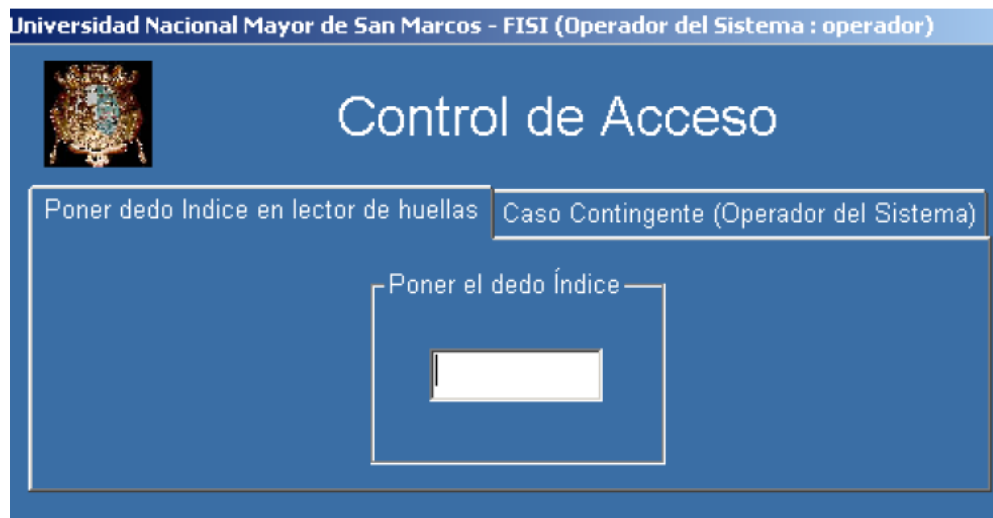 Universidad Nacional Mayor de San Marcos - FISI (Operador del Sistema : operador)
Control de Acceso
Poner dedo Indice en lector de huellas
Caso Contingente (Operador del Sistema)
Poner el dedo Índice